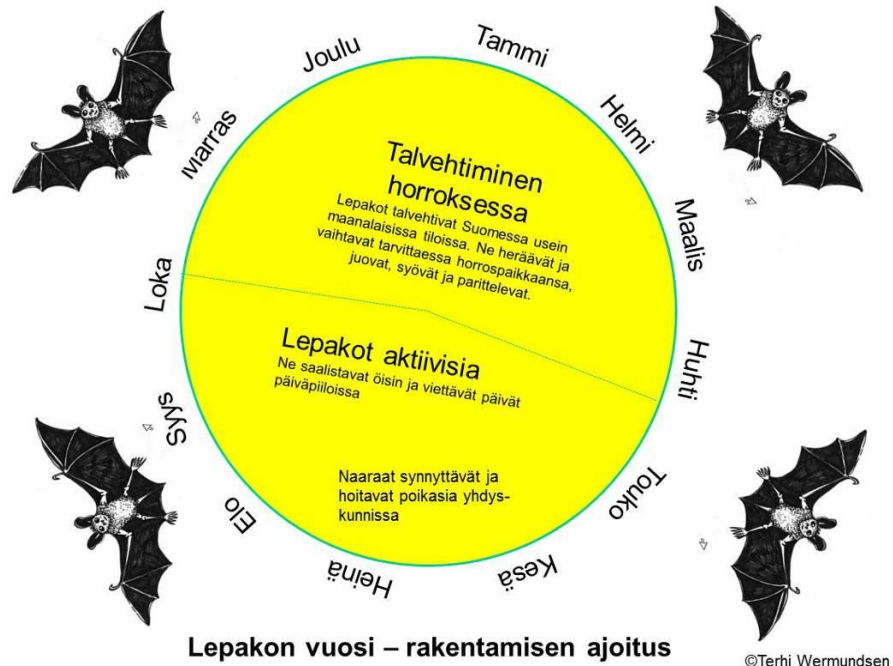 Joulu
Tammi
Helmi
Maalis
Huhti
Touko
Kesä
Heinä
Elo
Syys
Loka
Marras
Talvehtiminen
horroksessa
Lepakot talvehtivat Suomessa usein
maanalaisissa tiloissa. Ne heräävät ja
vaihtavat tarvittaessa horrospaikkaansa,
juovat, syövät ja parittelevat.
Lepakot aktiivisia
Ne saalistavat öisin ja viettävät päivät
päiväpiiloissa
Naaraat synnyttävät ja
hoitavat poikasia yhdys-
kunnissa
Lepakon vuosi – rakentamisen ajoitus
©Terhi Wermundsen